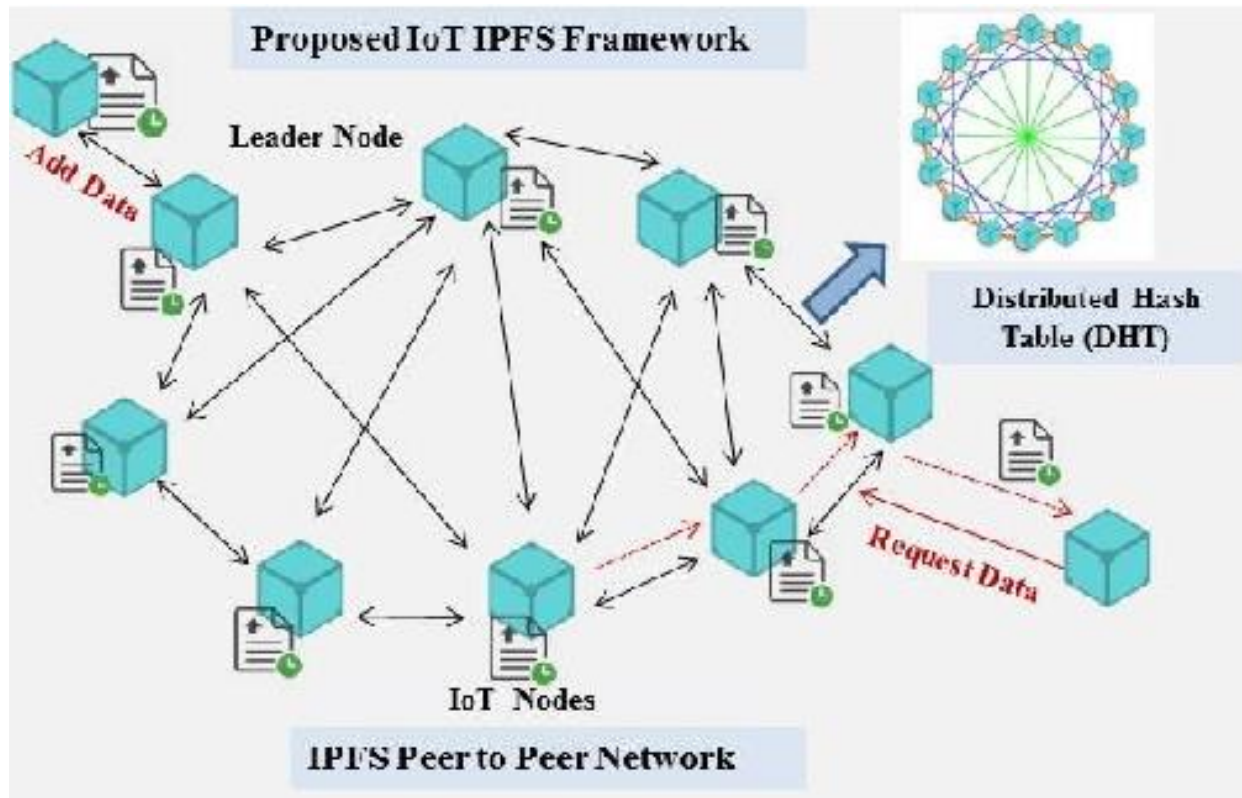 Proposed IoT IPFS Framework
Leader Node
Add Data
Distributed Hash
Table (DHT)
Request Data
IoT Nodes
IPFS Peer to Peer Network